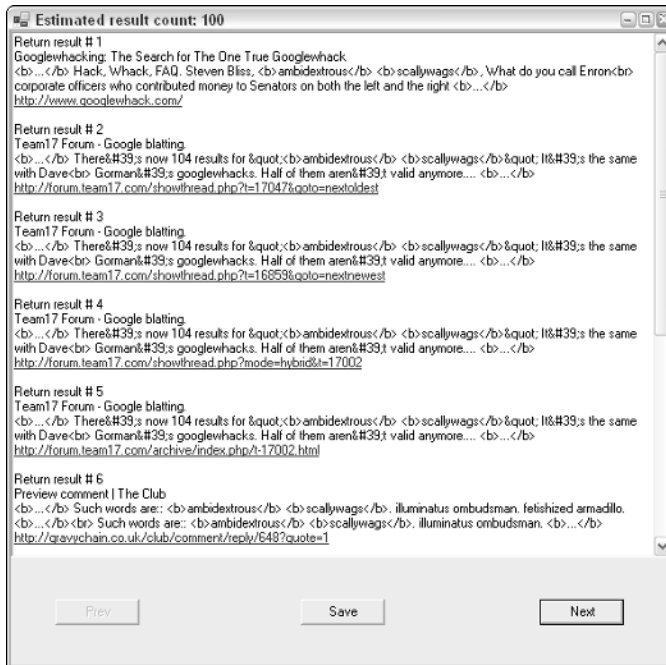 Estimated result count: 100
Return result # 1
Googlewhacking: The Search for The One True Googlewhack
<b>...</b> Hack, Whack, FAQ. Steven Bliss, <b>ambidextrous</b> <b>scallywags</b>, What do you call Enron<br>
corporate officers who contributed money to Senators on both the left and the right <b>...</b>
http://www.googlewhack.com/
Return result # 2
Team17 Forum - Google blatting.
<b>...</b> There&#39;s now 104 results for &quot;<b>ambidextrous</b> <b>scallywags</b>&quot; It&#39;s the same
with Dave<br> Gorman&#39;s googlewhacks. Half of them aren&#39;t valid anymore.... <b>...</b>
http://forum.team17.com/showthread.php?t=17047&goto=nextoldest
Return result # 3
Team17 Forum - Google blatting.
<b>...</b> There&#39;s now 104 results for &quot;<b>ambidextrous</b> <b>scallywags</b>&quot; It&#39;s the same
with Dave<br> Gorman&#39;s googlewhacks. Half of them aren&#39;t valid anymore.... <b>...</b>
http://forum.team17.com/showthread.php?t=16859&goto=nextnewest
Return result # 4
Team17 Forum - Google blatting.
<b>...</b> There&#39;s now 104 results for &quot;<b>ambidextrous</b> <b>scallywags</b>&quot; It&#39;s the same
with Dave<br> Gorman&#39;s googlewhacks. Half of them aren&#39;t valid anymore.... <b>...</b>
http://forum.team17.com/showthread.php?mode=hybrid&t=17002
Return result # 5
Team17 Forum - Google blatting.
<b>...</b> There&#39;s now 104 results for &quot;<b>ambidextrous</b> <b>scallywags</b>&quot; It&#39;s the same
with Dave<br> Gorman&#39;s googlewhacks. Half of them aren&#39;t valid anymore.... <b>...</b>
http://forum.team17.com/archive/index.php/t-17002.html
Return result # 6
Preview comment | The Club
<b>...</b> Such words are:: <b>ambidextrous</b> <b>scallywags</b>. illuminatus ombudsman. fetishized armadillo.
<b>...</b><br> Such words are:: <b>ambidextrous</b> <b>scallywags</b>. illuminatus ombudsman. <b>...</b>
http://gravychain.co.uk/club/comment/reply/648?quote=1
Prev Save Next